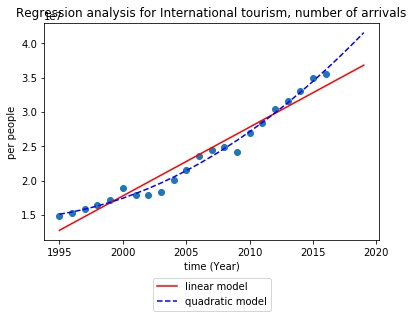 Regression analysis for International tourism, number of arrivals
1e7
4.0
3.5
3.0
2.5
2.0
1.5
per people
1995 2000 2005 2010 2015 2020
time (Year)
linear model
quadratic model